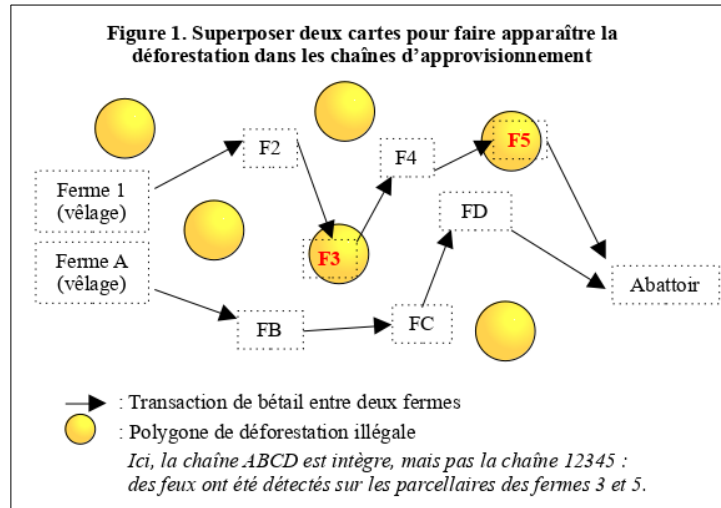 Figure 1. Superposer deux cartes pour faire apparaître la
déforestation dans les chaînes d'approvisionnement
F2
F4
F5
Ferme 1
(vêlage)
FD
F3
Ferme A
(vêlage)
Abattoir
FB
FC
: Transaction de bétail entre deux fermes
: Polygone de déforestation illégale
Ici, la chaîne ABCD est intègre, mais pas la chaîne 12345 :
des feux ont été détectés sur les parcellaires des fermes 3 et 5.